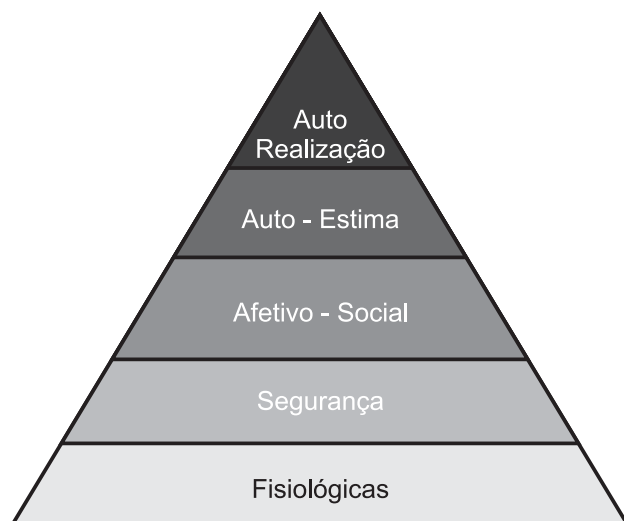 Auto
Realização
Auto - Estima
Afetivo - Social
Segurança
Fisiológicas